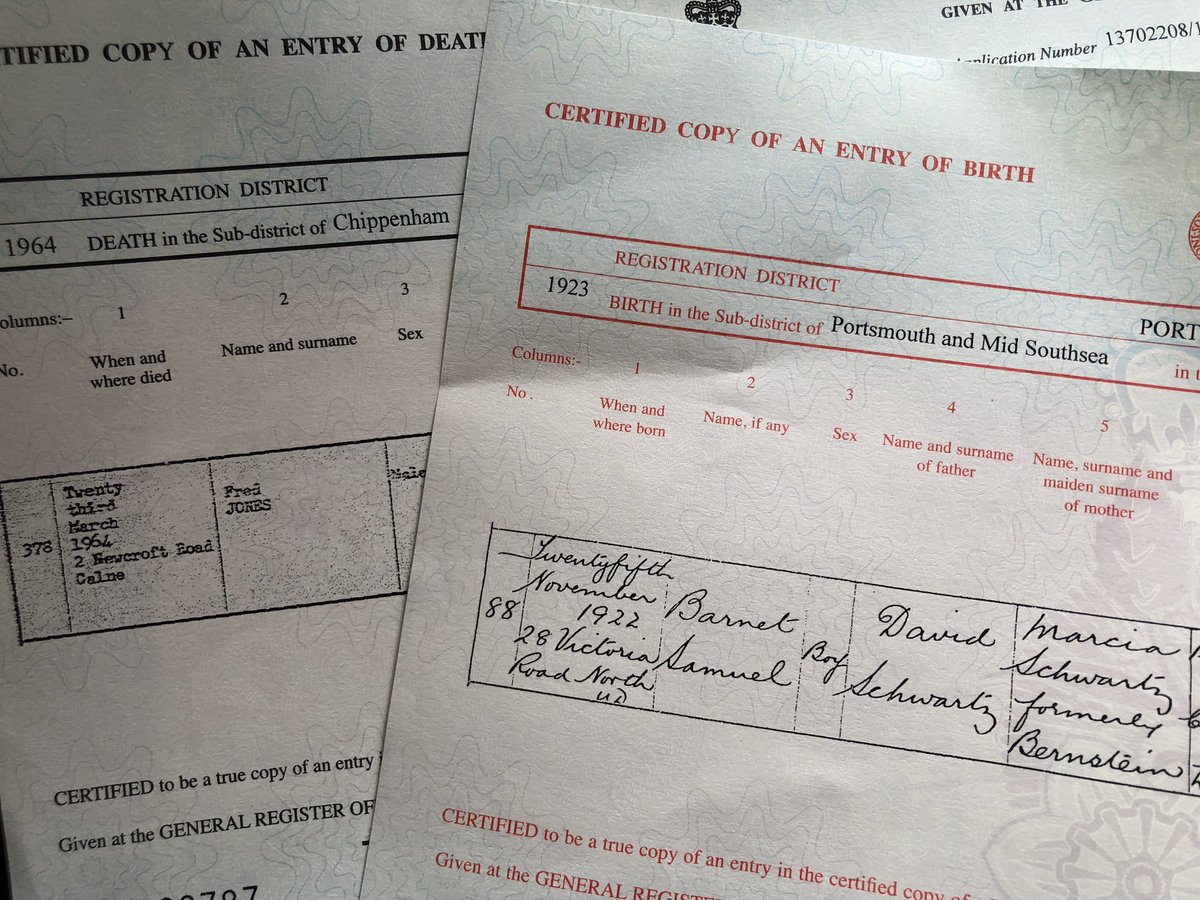 TIFIED COPY OF AN ENTRY OF DEAT
REGISTRATION DISTRICT
1964 DEATH in the Sub-district of Chippenham
olumns:– 1 2 3
No. When and where died Name and surname Sex
378
Twenty
third
March
1964
2 Newcroft Road
Calne
Fred
JONES
Male
CERTIFIED to be a true copy of an entry
Given at the GENERAL REGISTER OF
GIVEN AT THE G
Application Number 13702208/1
CERTIFIED COPY OF AN ENTRY OF BIRTH
REGISTRATION DISTRICT PORT
1923 BIRTH in the Sub-district of Portsmouth and Mid Southsea in t
Columns:- 1 2 3 4 5
No. When and where born Name, if any Sex Name and surname of father Name, surname and maiden surname of mother
88
Twentyfifth
November
1922
28 Victoria
Road North
Barnet
Samuel
Boy
David
Schwartz
Marcia
Schwartz
formerly
Bernstein
CERTIFIED to be a true copy of an entry in the certified copy of
Given at the GENERAL REGIST